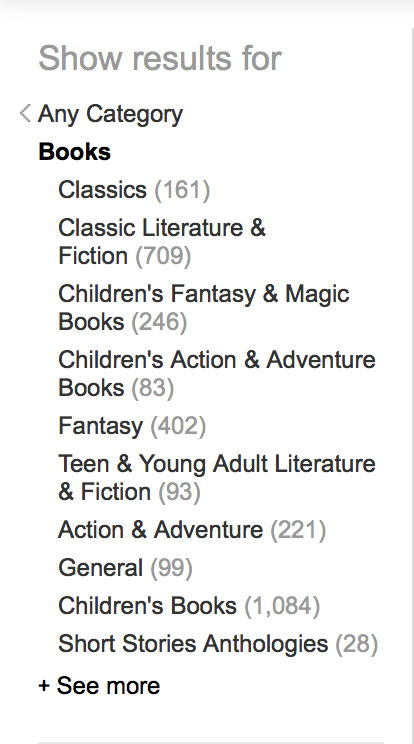 Show results for
Any Category
Books
Classics (161)
Classic Literature &
Fiction (709)
Children's Fantasy & Magic
Books (246)
Children's Action & Adventure
Books (83)
Fantasy (402)
Teen & Young Adult Literature
& Fiction (93)
Action & Adventure (221)
General (99)
Children's Books (1,084)
Short Stories Anthologies (28)
+ See more